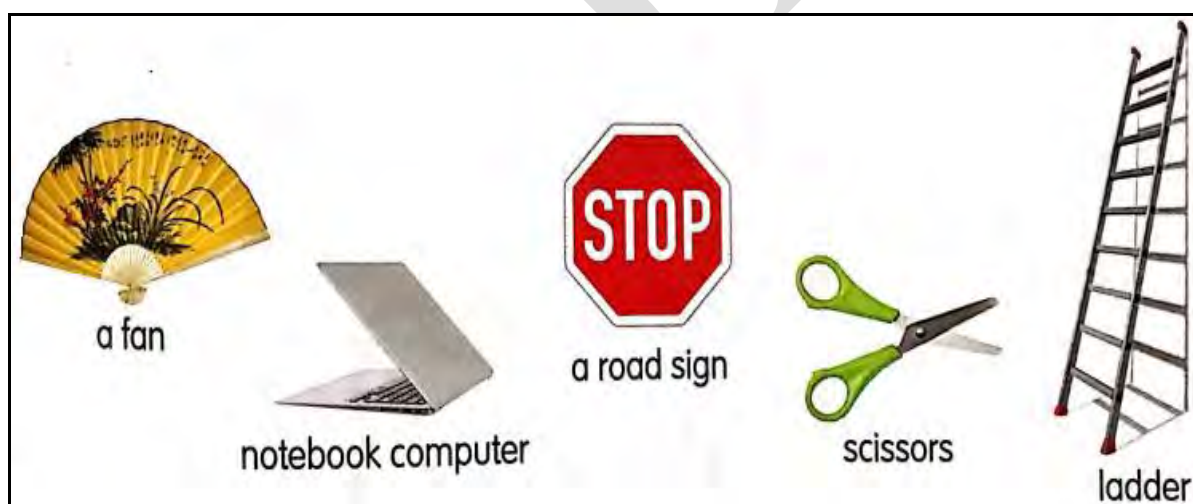 a fan
notebook computer
STOP
a road sign
scissors
ladder